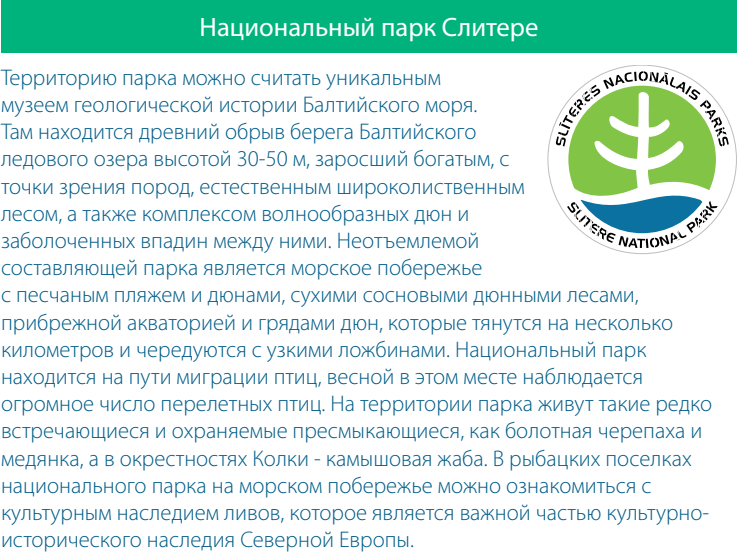 Национальный парк Слитере
Территорию парка можно считать уникальным
музеем геологической истории Балтийского моря.
Там находится древний обрыв берега Балтийского
ледового озера высотой 30-50 м, заросший богатым, с
точки зрения пород, естественным широколиственным
лесом, а также комплексом волнообразных дюн и
заболоченных впадин между ними. Неотъемлемой
составляющей парка является морское побережье
с песчаным пляжем и дюнами, сухими сосновыми дюнными лесами,
прибрежной акваторией и грядами дюн, которые тянутся на несколько
километров и чередуются с узкими ложбинами. Национальный парк
находится на пути миграции птиц, весной в этом месте наблюдается
огромное число перелетных птиц. На территории парка живут такие редко
встречающиеся и охраняемые пресмыкающиеся, как болотная черепаха и
медянка, а в окрестностях Колки - камышовая жаба. В рыбацких поселках
национального парка на морском побережье можно ознакомиться с
культурным наследием ливов, которое является важной частью культурно-
исторического наследия Северной Европы.
SLĪTERES NACIONĀLAIS PARKS
SLITERE NATIONAL PARK